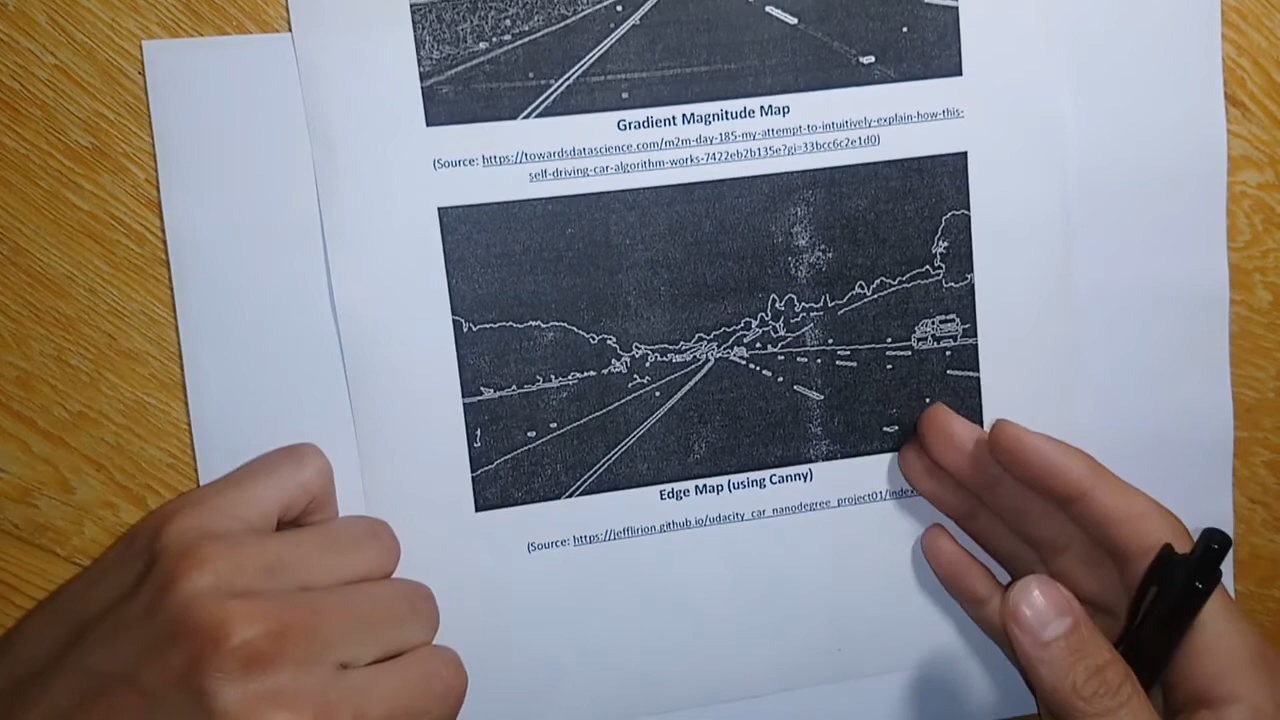 Gradient Magnitude Map
(Source: https://towardsdatascience.com/m2m-day-185-my-attempt-to-intuitively-explain-how-this-
self-driving-car-algorithm-works-7422eb2b135e?gi=33bcc6c2e1d0)
Edge Map (using Canny)
(Source: https://jefflirion.github.io/udacity_car_nanodegree_project01/index